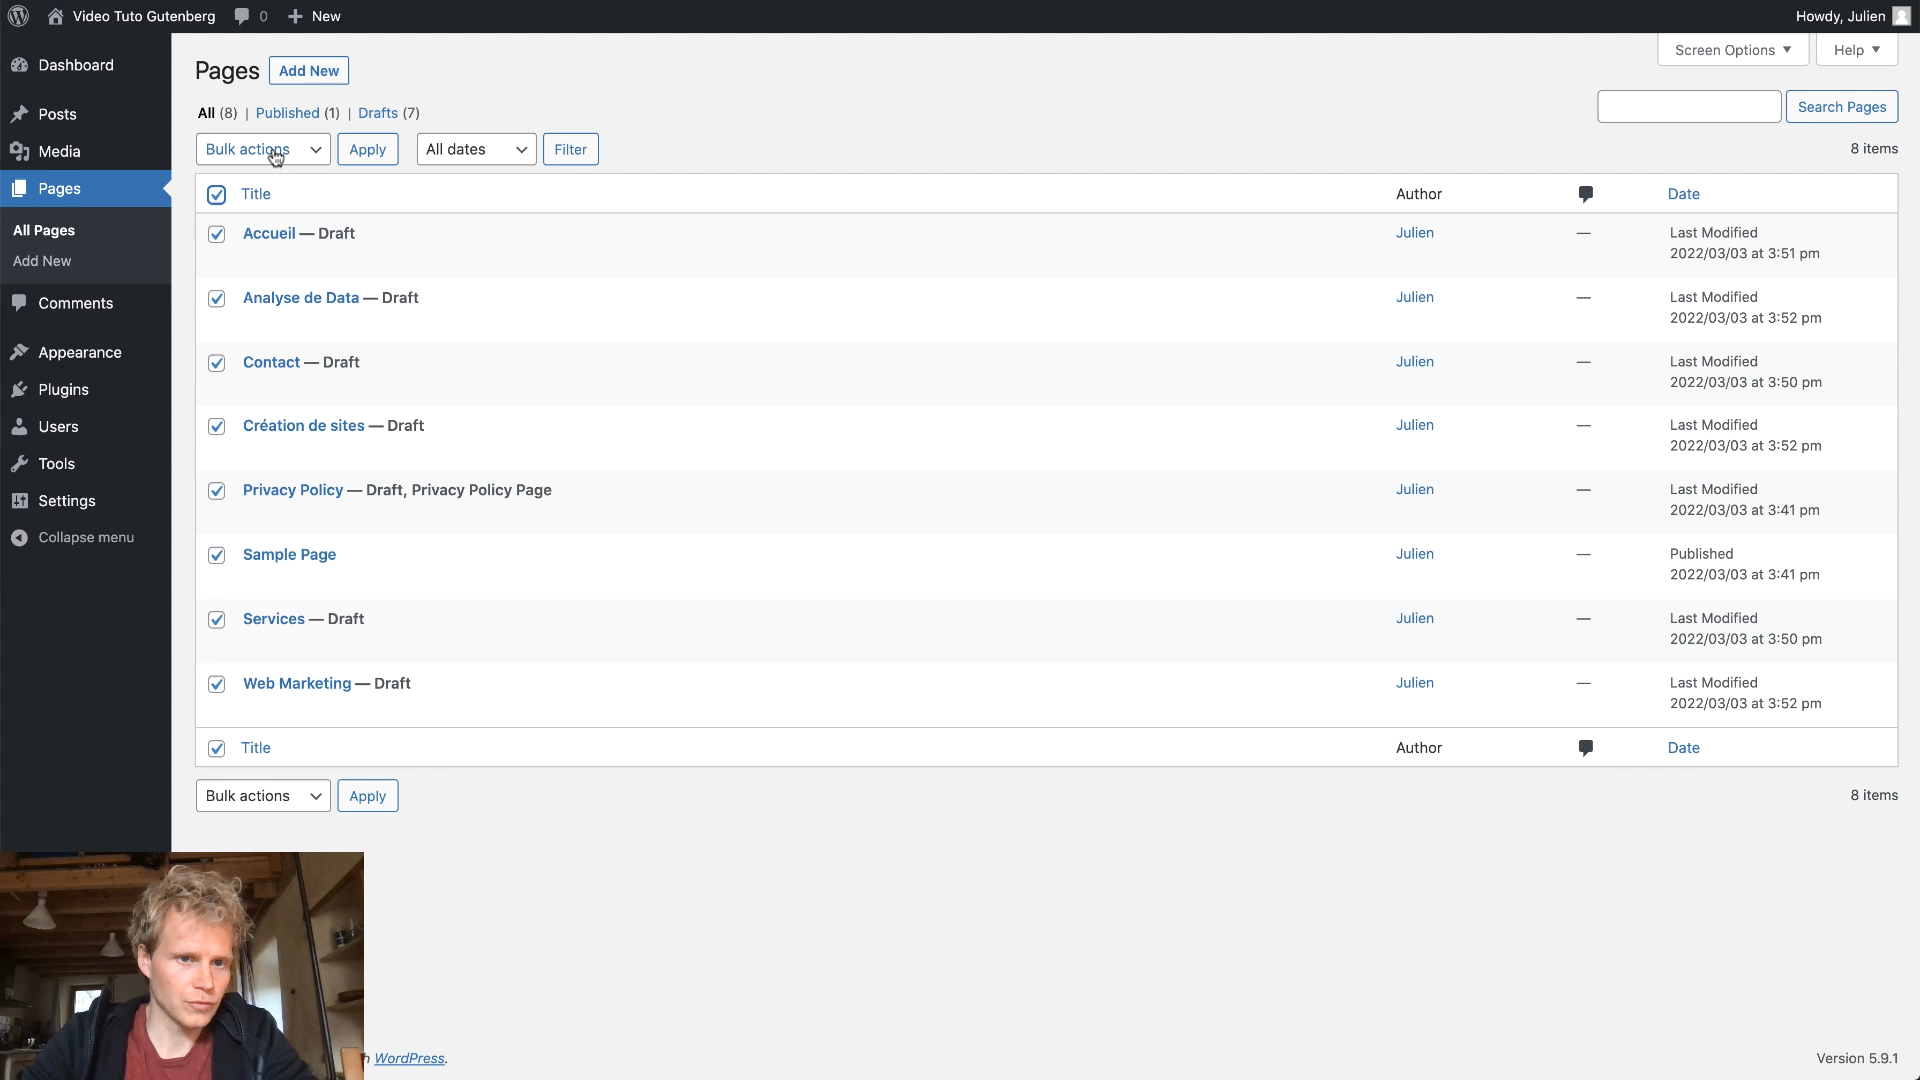 Video Tuto Gutenberg 0 New Howdy, Julien
Screen Options Help
Dashboard
Posts
Media
Pages
All Pages
Add New
Comments
Appearance
Plugins
Users
Tools
Settings
Collapse menu
Pages Add New
All (8) | Published (1) | Drafts (7)
Search Pages
Bulk actions Apply All dates Filter 8 items
Title Author Date
Accueil — Draft Julien — Last Modified
2022/03/03 at 3:51 pm
Analyse de Data — Draft Julien — Last Modified
2022/03/03 at 3:52 pm
Contact — Draft Julien — Last Modified
2022/03/03 at 3:50 pm
Création de sites — Draft Julien — Last Modified
2022/03/03 at 3:52 pm
Privacy Policy — Draft, Privacy Policy Page Julien — Last Modified
2022/03/03 at 3:41 pm
Sample Page Julien — Published
2022/03/03 at 3:41 pm
Services — Draft Julien — Last Modified
2022/03/03 at 3:50 pm
Web Marketing — Draft Julien — Last Modified
2022/03/03 at 3:52 pm
Title Author Date
Bulk actions Apply 8 items
WordPress. Version 5.9.1